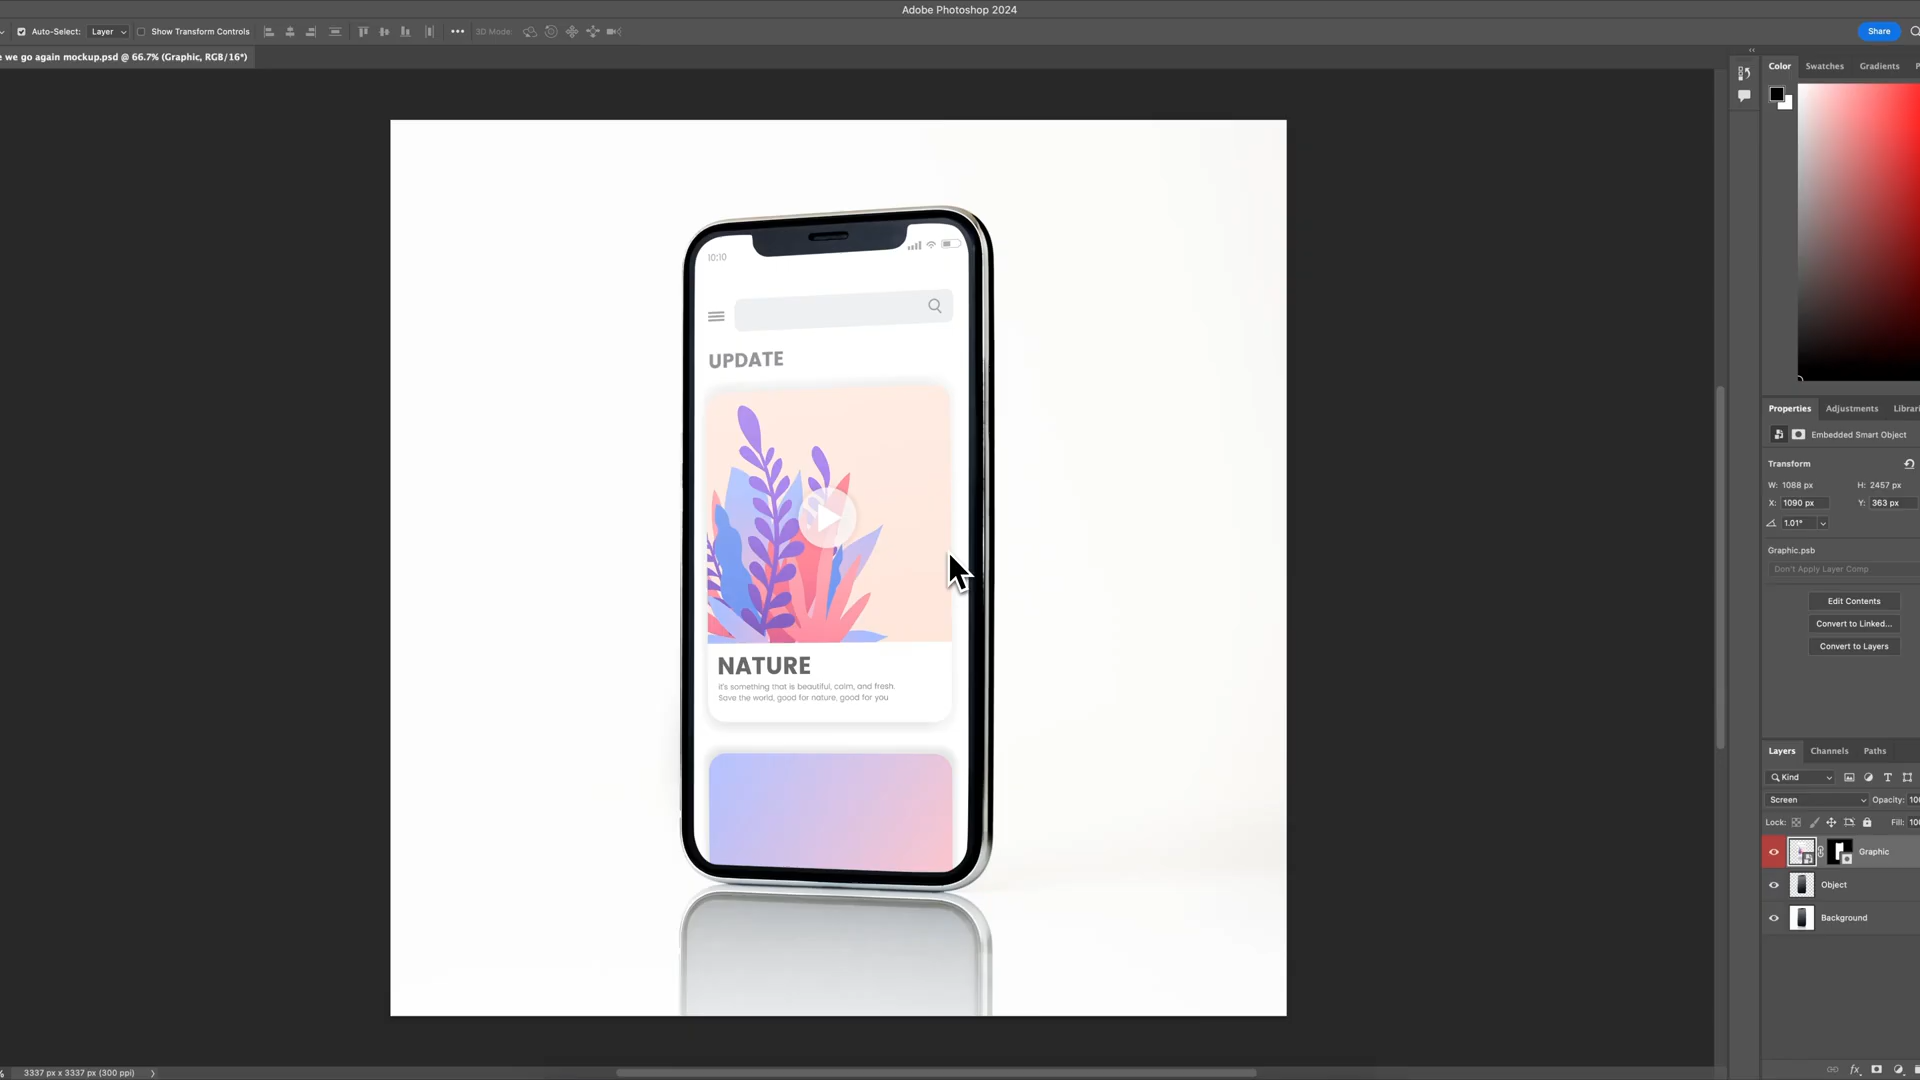 Adobe Photoshop 2024
Auto-Select: Layer Show Transform Controls 3D Mode: Share
e we go again mockup.psd @ 66.7% (Graphic, RGB/16*)
Color Swatches Gradients P
10:10
UPDATE
NATURE
It's something that is beautiful, calm, and fresh.
Save the world, good for nature, good for you
Properties Adjustments Librari
Embedded Smart Object
Transform
W: 1088 px H: 2457 px
X: 1090 px Y: 363 px
1.01°
Graphic.psb
Don't Apply Layer Comp
Edit Contents
Convert to Linked...
Convert to Layers
Layers Channels Paths
Kind
Screen Opacity: 100
Lock: Fill: 100
Graphic
Object
Background
fx
% 3337 px x 3337 px (300 ppi)